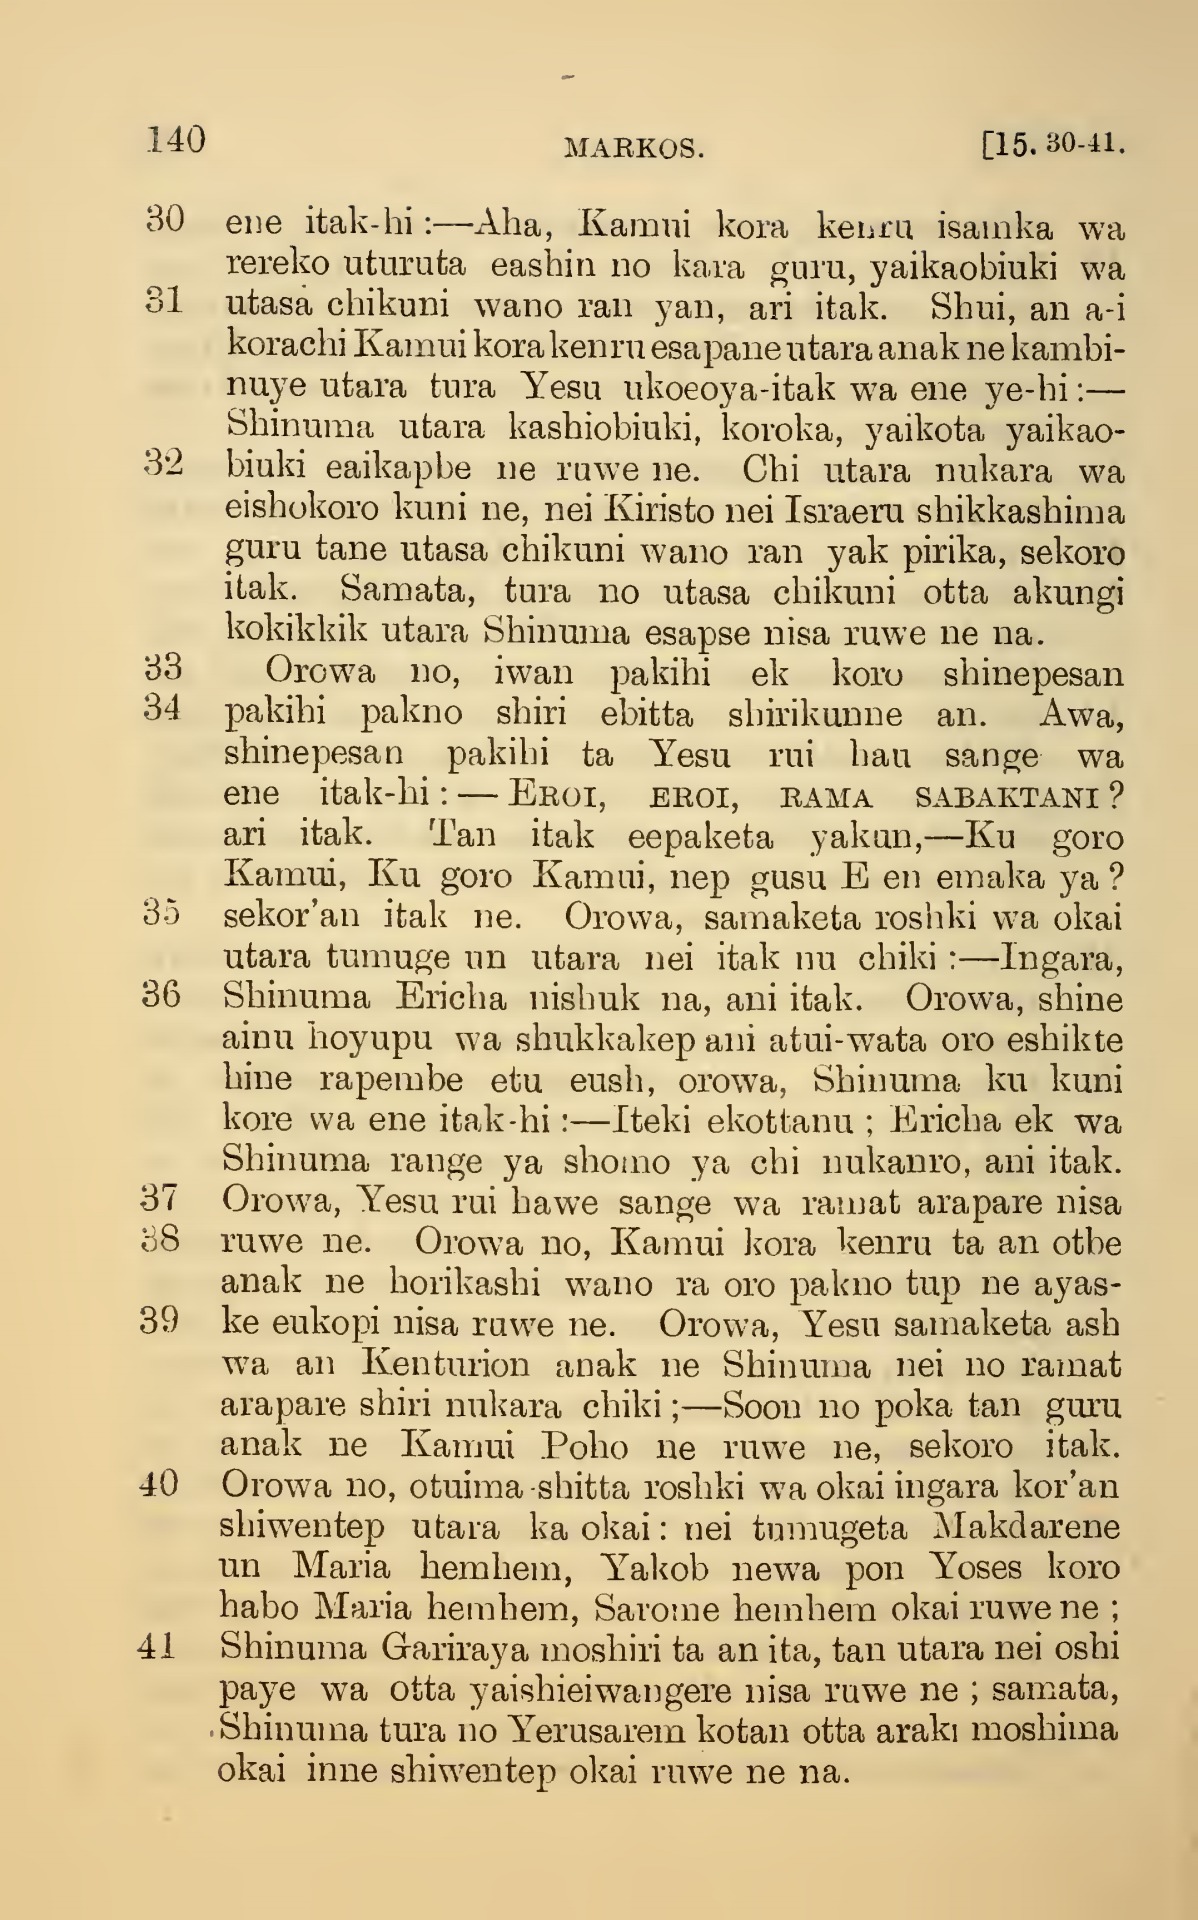 140 MARKOS. [15. 30-41.
30 ene itak-hi :—Aha, Kamui kora kenru isamka wa
rereko uturuta eashin no kara guru, yaikaobiuki wa
31 utasa chikuni wano ran yan, ari itak. Shui, an a-i
korachi Kamui kora kenru esapane utara anak ne kambi-
nuye utara tura Yesu ukoeoya-itak wa ene ye-hi :—
Shinuma utara kashiobiuki, koroka, yaikota yaikao-
32 biuki eaikapbe ne ruwe ne. Chi utara nukara wa
eishokoro kuni ne, nei Kiristo nei Israeru shikkashima
guru tane utasa chikuni wano ran yak pirika, sekoro
itak. Samata, tura no utasa chikuni otta akungi
kokikkik utara Shinuma esapse nisa ruwe ne na.
33 Orowa no, iwan pakihi ek koro shinepesan
34 pakihi pakno shiri ebitta shirikunne an. Awa,
shinepesan pakihi ta Yesu rui hau sange wa
ene itak-hi : — EROI, EROI, RAMA SABAKTANI ?
ari itak. Tan itak eepaketa yakun,—Ku goro
Kamui, Ku goro Kamui, nep gusu E en emaka ya ?
35 sekor'an itak ne. Orowa, samaketa roshki wa okai
utara tumuge un utara nei itak nu chiki :—Ingara,
36 Shinuma Ericha nishuk na, ani itak. Orowa, shine
ainu hoyupu wa shukkakep ani atui-wata oro eshikte
hine rapembe etu eush, orowa, Shinuma ku kuni
kore wa ene itak-hi :—Iteki ekottanu ; Ericha ek wa
Shinuma range ya shomo ya chi nukanro, ani itak.
37 Orowa, Yesu rui hawe sange wa ramat arapare nisa
38 ruwe ne. Orowa no, Kamui kora kenru ta an otbe
anak ne horikashi wano ra oro pakno tup ne ayas-
39 ke eukopi nisa ruwe ne. Orowa, Yesu samaketa ash
wa an Kenturion anak ne Shinuma nei no ramat
arapare shiri nukara chiki ;—Soon no poka tan guru
anak ne Kamui Poho ne ruwe ne, sekoro itak.
40 Orowa no, otuima-shitta roshki wa okai ingara kor'an
shiwentep utara ka okai : nei tumugeta Makdarene
un Maria hemhem, Yakob newa pon Yoses koro
habo Maria hemhem, Sarome hemhem okai ruwe ne ;
41 Shinuma Gariraya moshiri ta an ita, tan utara nei oshi
paye wa otta yaishieiwangere nisa ruwe ne ; samata,
Shinuma tura no Yerusarem kotan otta araki moshima
okai inne shiwentep okai ruwe ne na.